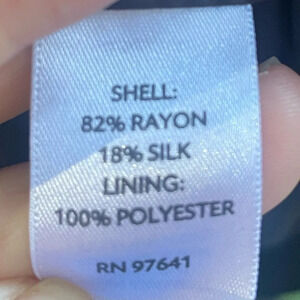 SHELL:
82% RAYON
18% SILK
LINING:
100% POLYESTER
RN 97641